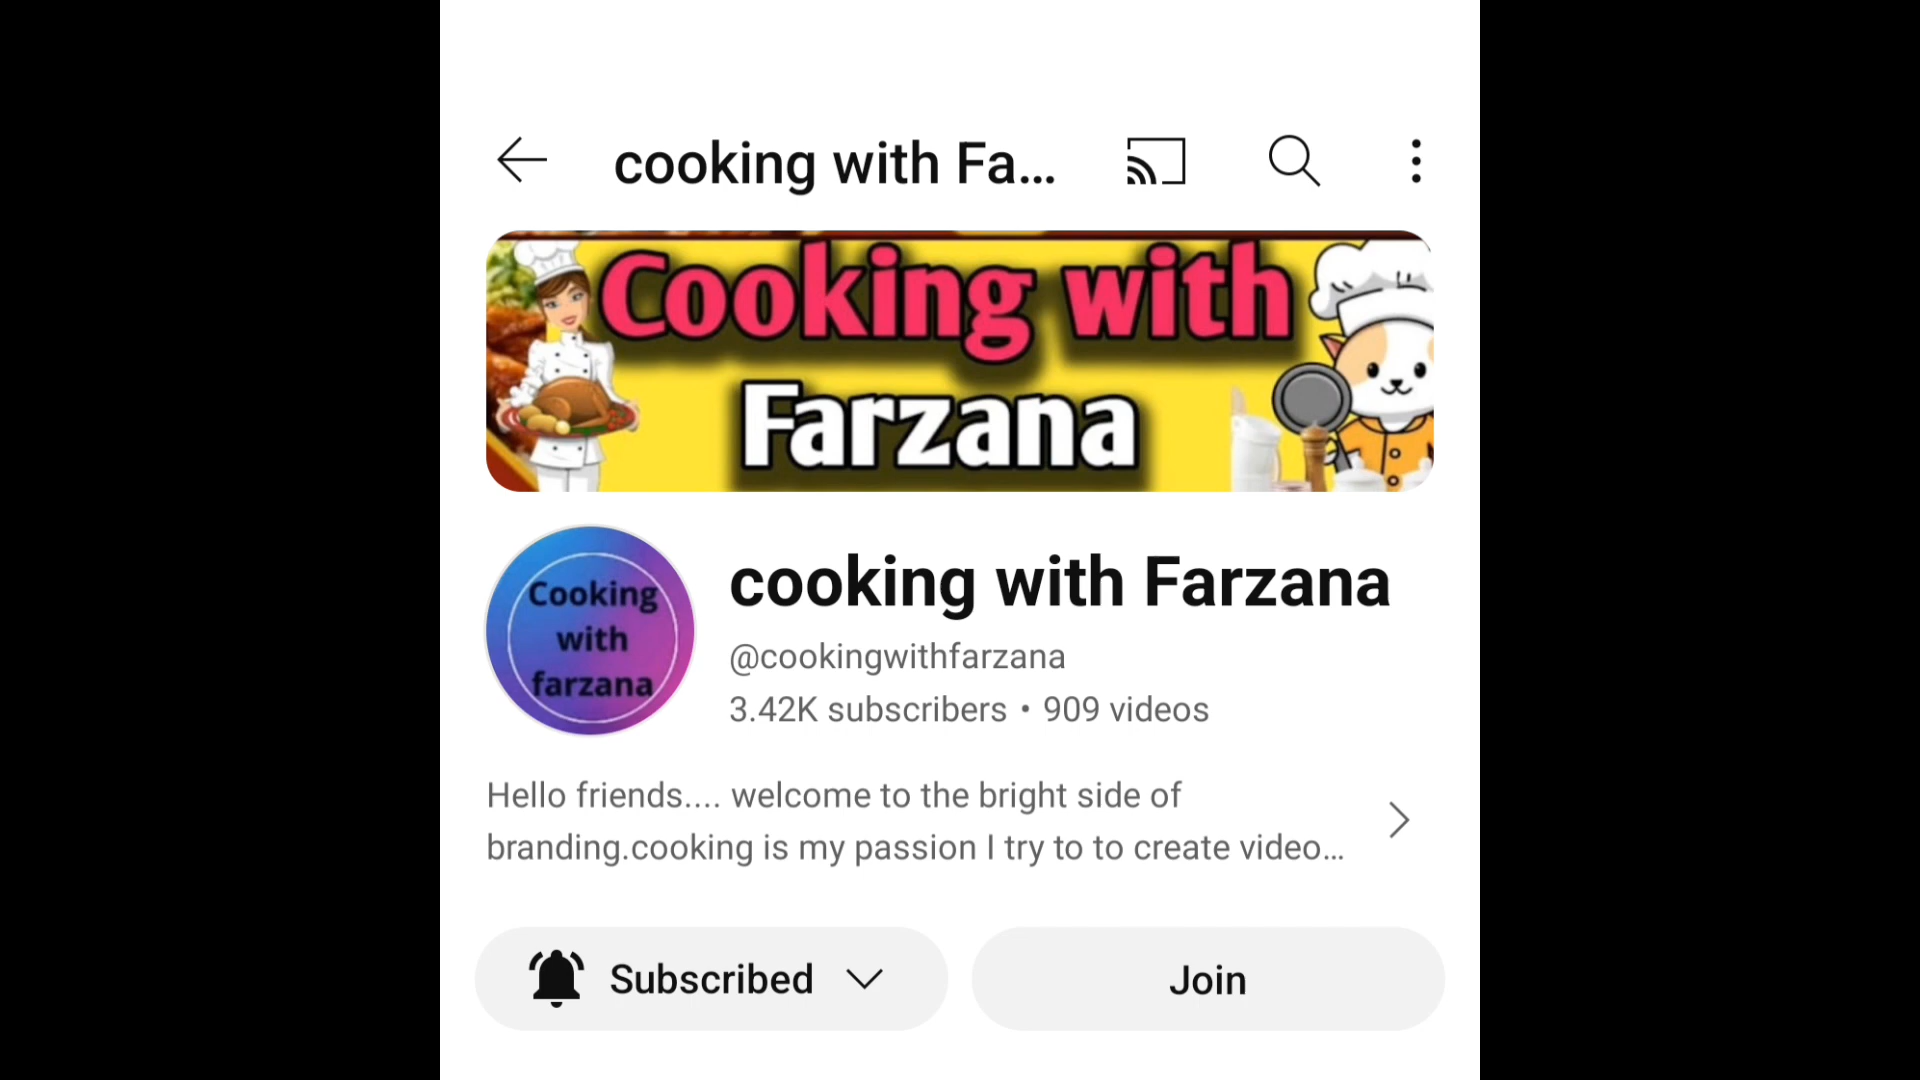 cooking with Fa...
Cooking with
Farzana
Cooking
with
farzana
cooking with Farzana
@cookingwithfarzana
3.42K subscribers • 909 videos
Hello friends.... welcome to the bright side of
branding.cooking is my passion I try to to create video...
Subscribed
Join